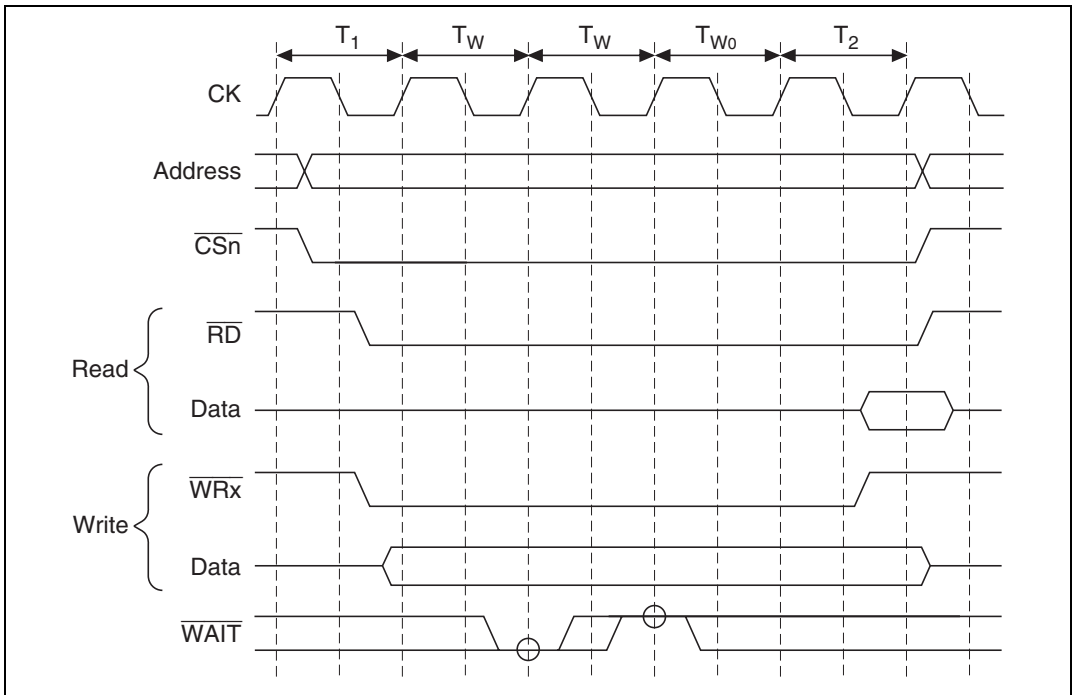 T1 TW TW TW0 T2
CK
Address
CSn
RD
Read
Data
WRx
Write
Data
WAIT